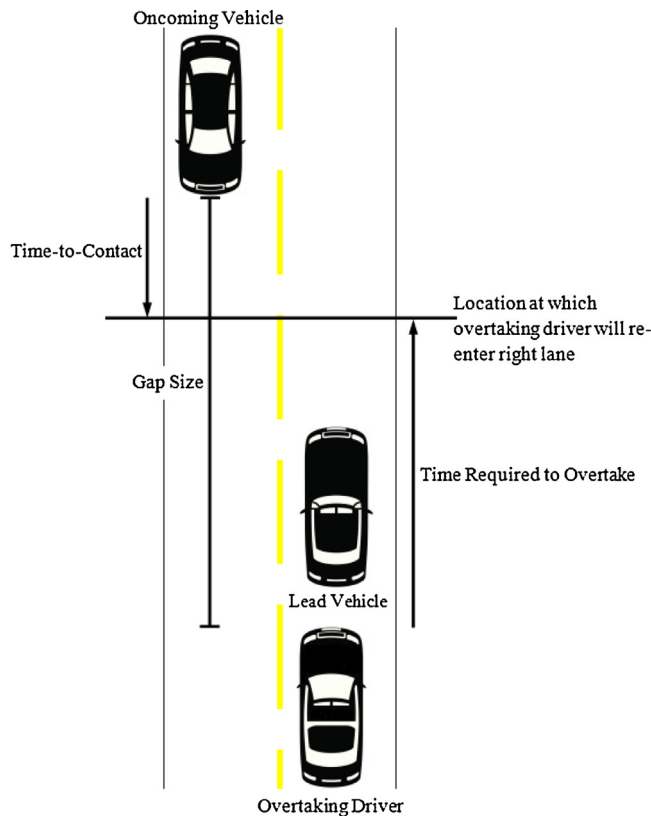 Oncoming Vehicle
Time-to-Contact
Location at which
overtaking driver will re-
enter right lane
Gap Size
Time Required to Overtake
Lead Vehicle
Overtaking Driver